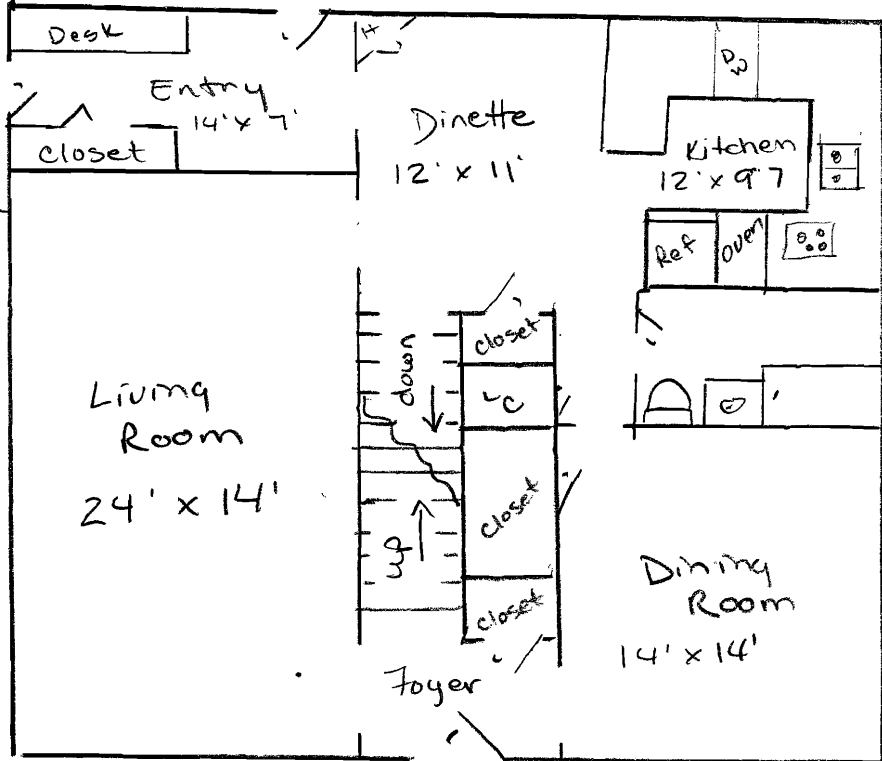 Desk
Entry
14' x 7'
closet
Dinette
12' x 11'
DW
Kitchen
12' x 9'7
Ref
Oven
closet
down
Living
Room
24' x 14'
closet
up
closet
Dining
Room
14' x 14'
Foyer